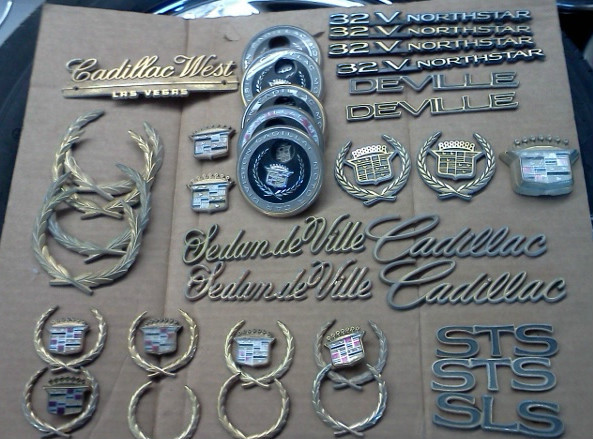 32 V NORTHSTAR
32 V NORTHSTAR
32 V NORTHSTAR
32 V NORTHSTAR
Cadillac West
LAS VEGAS
DEVILLE
DEVILLE
Sedan de Ville Cadillac
Sedan de Ville Cadillac
STS
STS
SLS